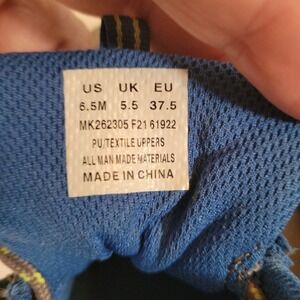 US UK EU
6.5M 5.5 37.5
MK262305 F21 61922
PU/TEXTILE UPPERS
ALL MAN MADE MATERIALS
MADE IN CHINA